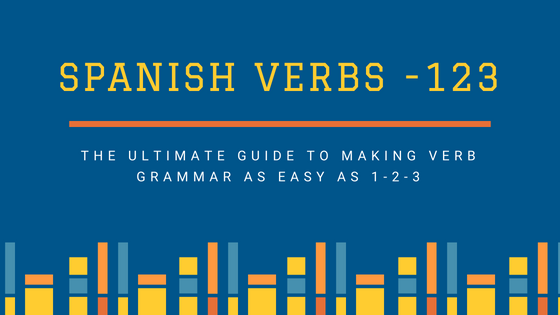 SPANISH VERBS -123
THE ULTIMATE GUIDE TO MAKING VERB
GRAMMAR AS EASY AS 1-2-3